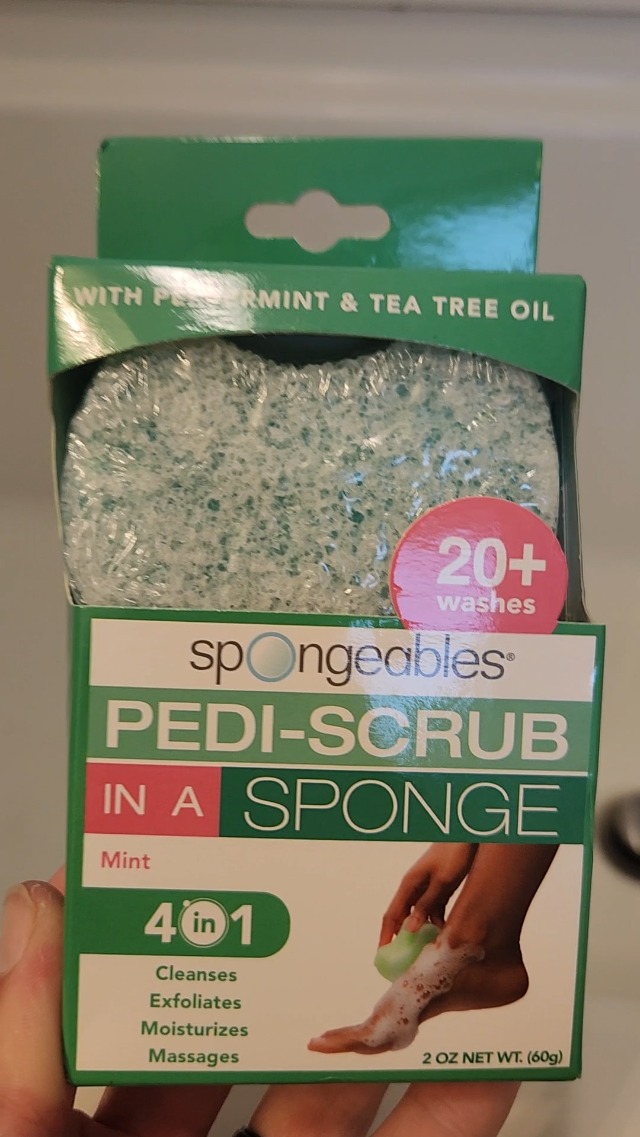 WITH PEPPERMINT & TEA TREE OIL
20+
washes
spongeables®
PEDI-SCRUB
IN A SPONGE
Mint
4 in 1
Cleanses
Exfoliates
Moisturizes
Massages
2 OZ NET WT. (60g)